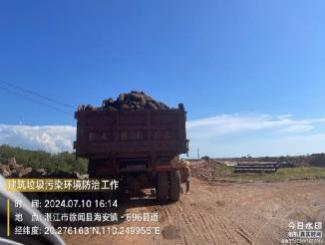 建筑垃圾污染环境防治工作
时间：2024.07.10 16:14
地点：湛江市徐闻县海安镇·696县道
经纬度：20.276163°N,110.249955°E
今日水印